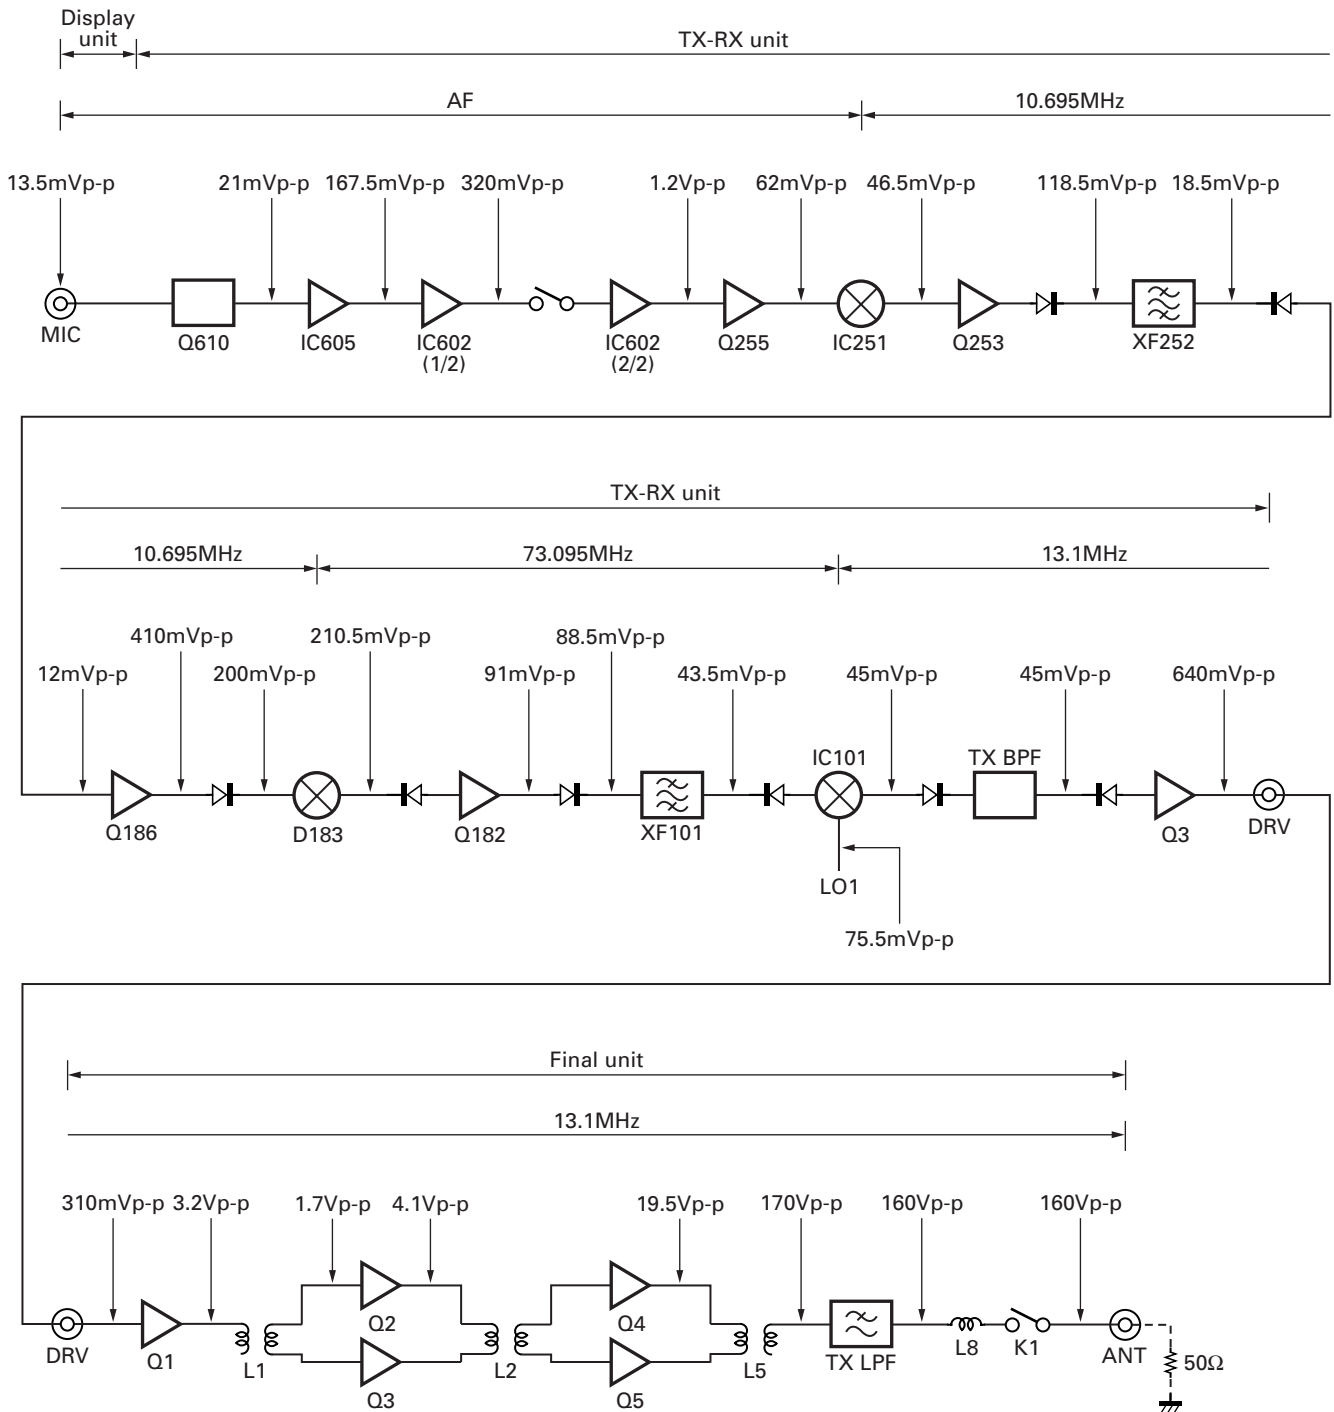 Display
unit
TX-RX unit
AF
10.695MHz
13.5mVp-p
21mVp-p
167.5mVp-p
320mVp-p
1.2Vp-p
62mVp-p
46.5mVp-p
118.5mVp-p
18.5mVp-p
MIC
Q610
IC605
IC602
(1/2)
IC602
(2/2)
Q255
IC251
Q253
XF252
TX-RX unit
10.695MHz
73.095MHz
13.1MHz
410mVp-p
210.5mVp-p
88.5mVp-p
12mVp-p
200mVp-p
91mVp-p
43.5mVp-p
45mVp-p
45mVp-p
640mVp-p
IC101
TX BPF
Q186
D183
Q182
XF101
Q3
DRV
LO1
75.5mVp-p
Final unit
13.1MHz
310mVp-p
3.2Vp-p
1.7Vp-p
4.1Vp-p
19.5Vp-p
170Vp-p
160Vp-p
160Vp-p
DRV
Q1
L1
Q2
Q3
L2
Q4
Q5
L5
TX LPF
L8
K1
ANT
50Ω